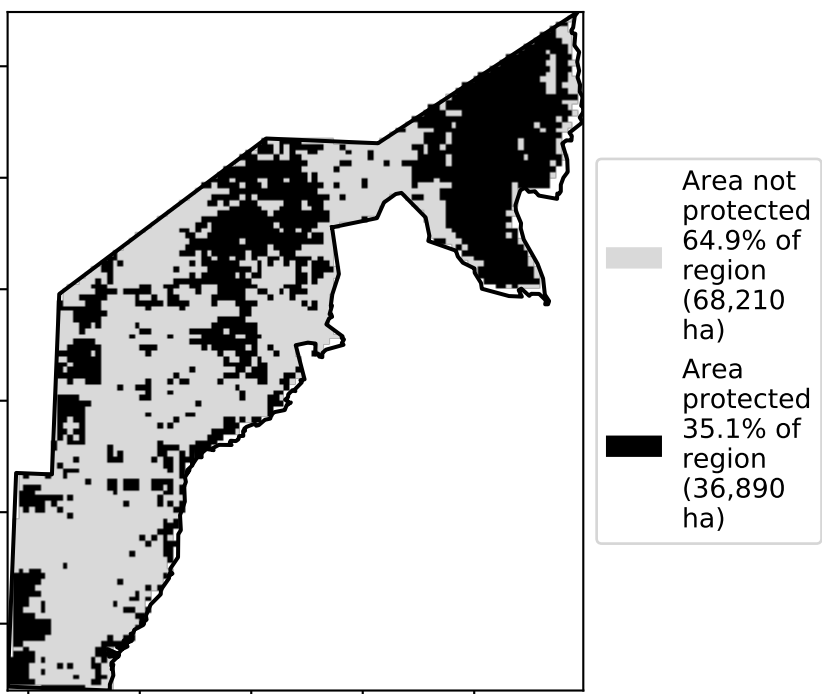 Area not
protected
64.9% of
region
(68,210
ha)
Area
protected
35.1% of
region
(36,890
ha)